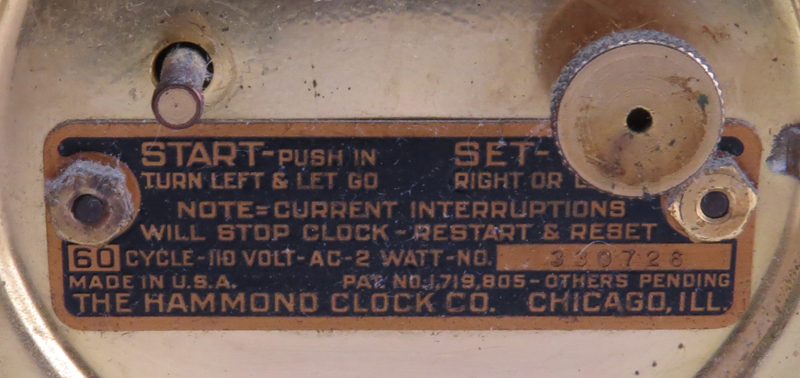 START-PUSH IN
TURN LEFT & LET GO
SET-
RIGHT OR
NOTE=CURRENT INTERRUPTIONS
WILL STOP CLOCK-RESTART & RESET
60 CYCLE-110 VOLT-AC-2 WATT-NO. 330728
MADE IN U.S.A. PAT. NO.1,719,805-OTHERS PENDING
THE HAMMOND CLOCK CO. CHICAGO, ILL.